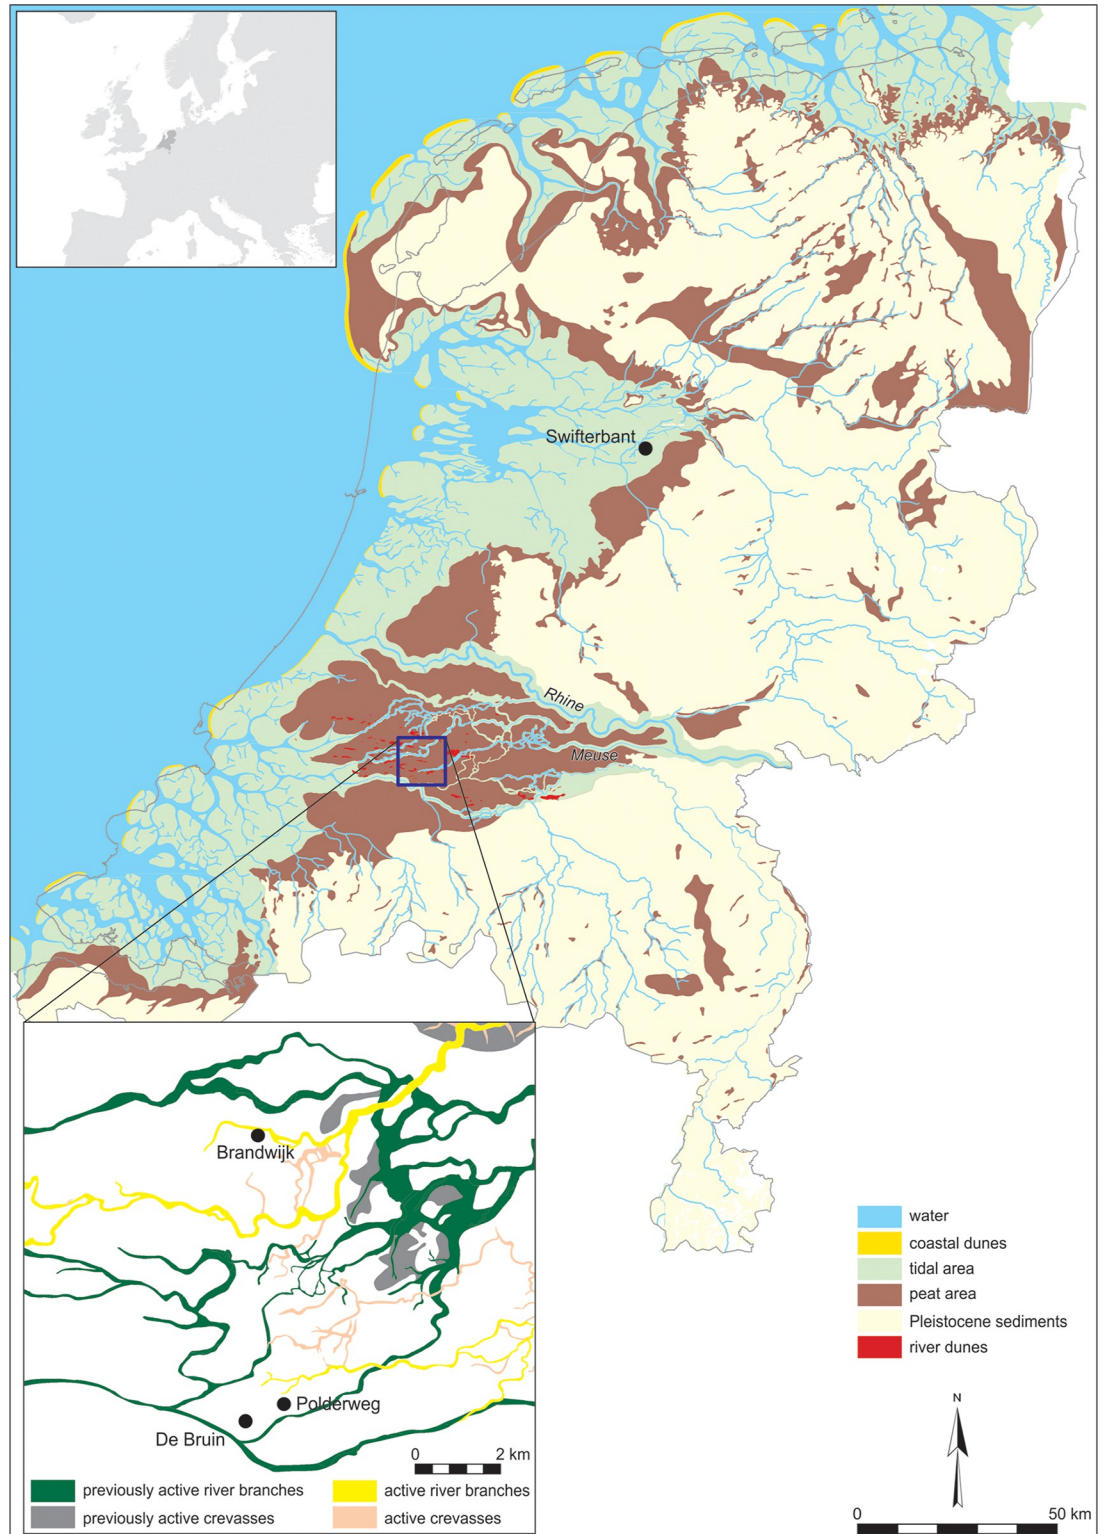 Swifterbant
Rhine
Meuse
Brandwijk
Polderweg
De Bruin
0 2 km
previously active river branches
active river branches
previously active crevasses
active crevasses
water
coastal dunes
tidal area
peat area
Pleistocene sediments
river dunes
N
0 50 km